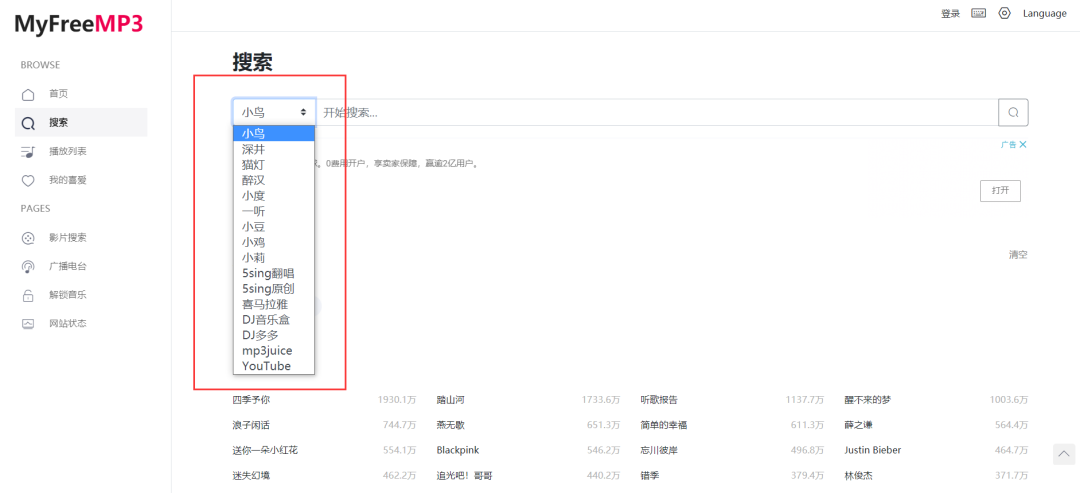 MyFreeMP3
登录 Language
BROWSE
首页
搜索
播放列表
我的喜爱
PAGES
影片搜索
广播电台
解锁音乐
网站状态
搜索
小鸟 开始搜索...
小鸟
深井
猫灯
醉汉
小度
一听
小豆
小鸡
小莉
5sing翻唱
5sing原创
喜马拉雅
DJ音乐盒
DJ多多
mp3juice
YouTube
广告
。0费用开户，享卖家保障，赢逾2亿用户。
打开
清空
四季予你 1930.1万 踏山河 1733.6万 听歌报告 1137.7万 醒不来的梦 1003.6万
浪子闲话 744.7万 燕无歇 651.3万 简单的幸福 611.3万 薛之谦 564.4万
送你一朵小红花 554.1万 Blackpink 546.2万 忘川彼岸 496.8万 Justin Bieber 464.7万
迷失幻境 462.2万 追光吧！哥哥 440.2万 错季 379.4万 林俊杰 371.7万